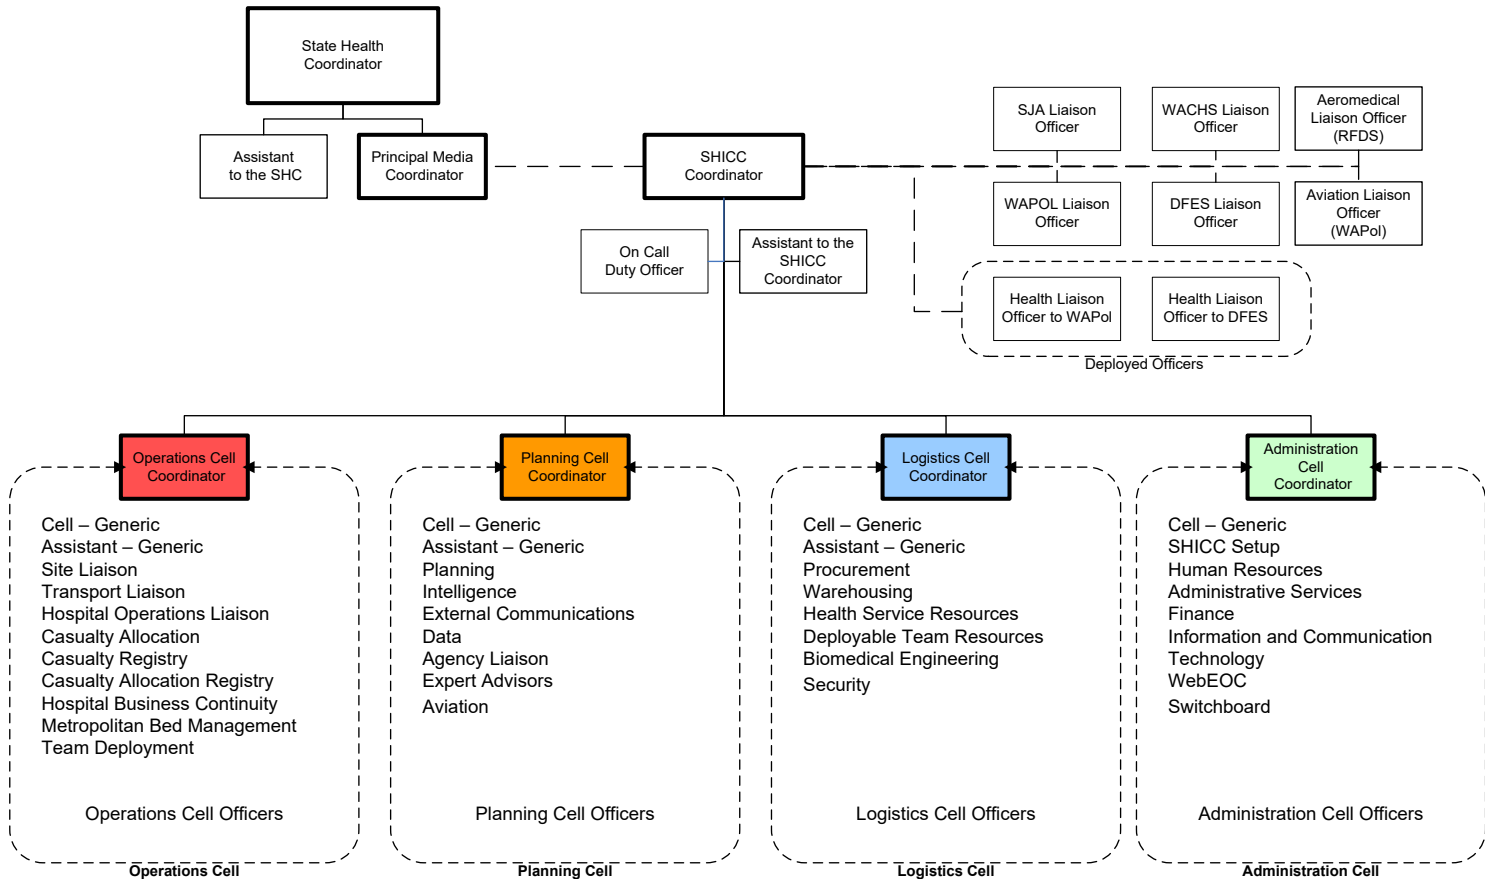 State Health
Coordinator
Assistant
to the SHC
Principal Media
Coordinator
SHICC
Coordinator
SJA Liaison
Officer
WACHS Liaison
Officer
Aeromedical
Liaison Officer
(RFDS)
WAPOL Liaison
Officer
DFES Liaison
Officer
Aviation Liaison
Officer
(WAPol)
On Call
Duty Officer
Assistant to the
SHICC
Coordinator
Health Liaison
Officer to WAPol
Health Liaison
Officer to DFES
Deployed Officers
Operations Cell
Coordinator
Cell – Generic
Assistant – Generic
Site Liaison
Transport Liaison
Hospital Operations Liaison
Casualty Allocation
Casualty Registry
Casualty Allocation Registry
Hospital Business Continuity
Metropolitan Bed Management
Team Deployment
Operations Cell Officers
Operations Cell
Planning Cell
Coordinator
Cell – Generic
Assistant – Generic
Planning
Intelligence
External Communications
Data
Agency Liaison
Expert Advisors
Aviation
Planning Cell Officers
Planning Cell
Logistics Cell
Coordinator
Cell – Generic
Assistant – Generic
Procurement
Warehousing
Health Service Resources
Deployable Team Resources
Biomedical Engineering
Security
Logistics Cell Officers
Logistics Cell
Administration
Cell
Coordinator
Cell – Generic
SHICC Setup
Human Resources
Administrative Services
Finance
Information and Communication
Technology
WebEOC
Switchboard
Administration Cell Officers
Administration Cell